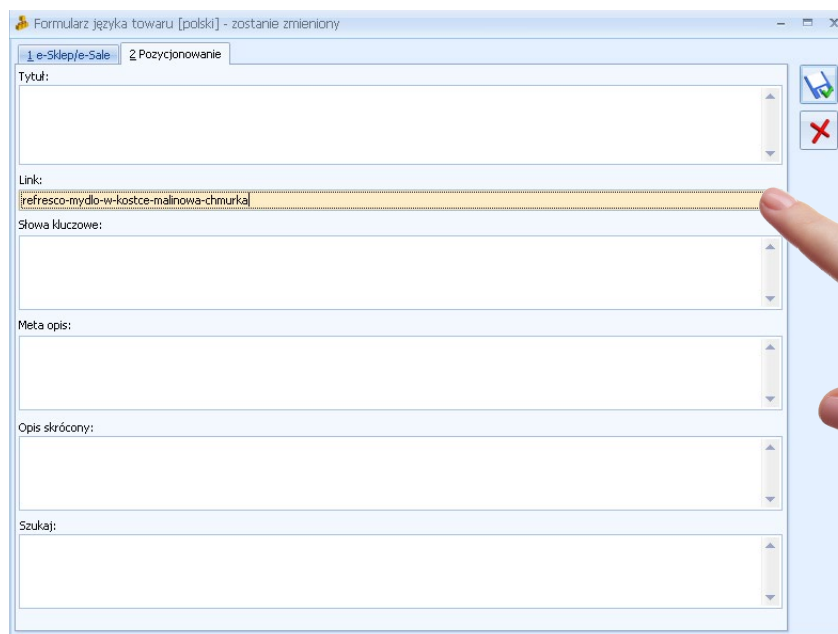 Formularz języka towaru [polski] - zostanie zmieniony
1 e-Sklep/e-Sale 2 Pozycjonowanie
Tytuł:
Link:
refresco-mydlo-w-kostce-malinowa-chmurka
Słowa kluczowe:
Meta opis:
Opis skrócony:
Szukaj: